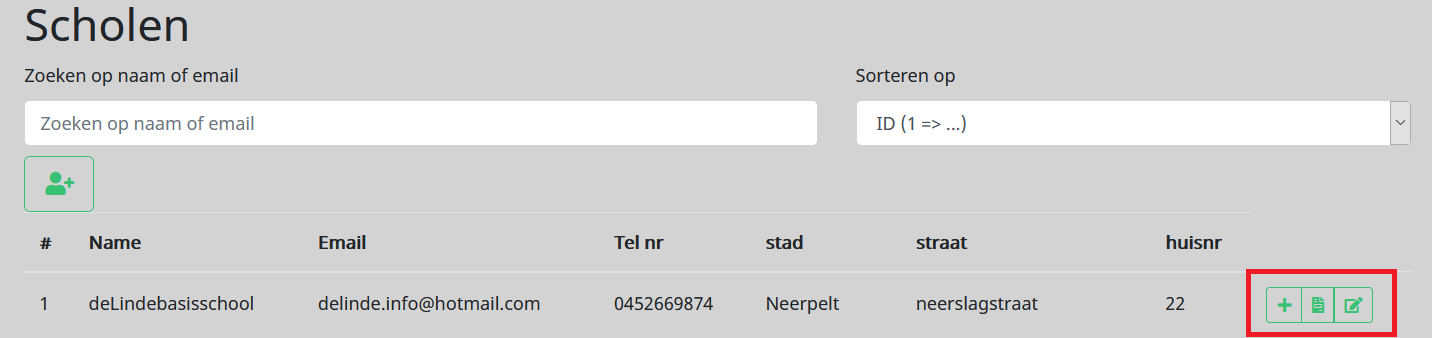 Scholen
Zoeken op naam of email
Sorteren op
Zoeken op naam of email
ID (1 => ...)
# Name Email Tel nr stad straat huisnr
1 deLindebasisschool delinde.info@hotmail.com 0452669874 Neerpelt neerslagstraat 22